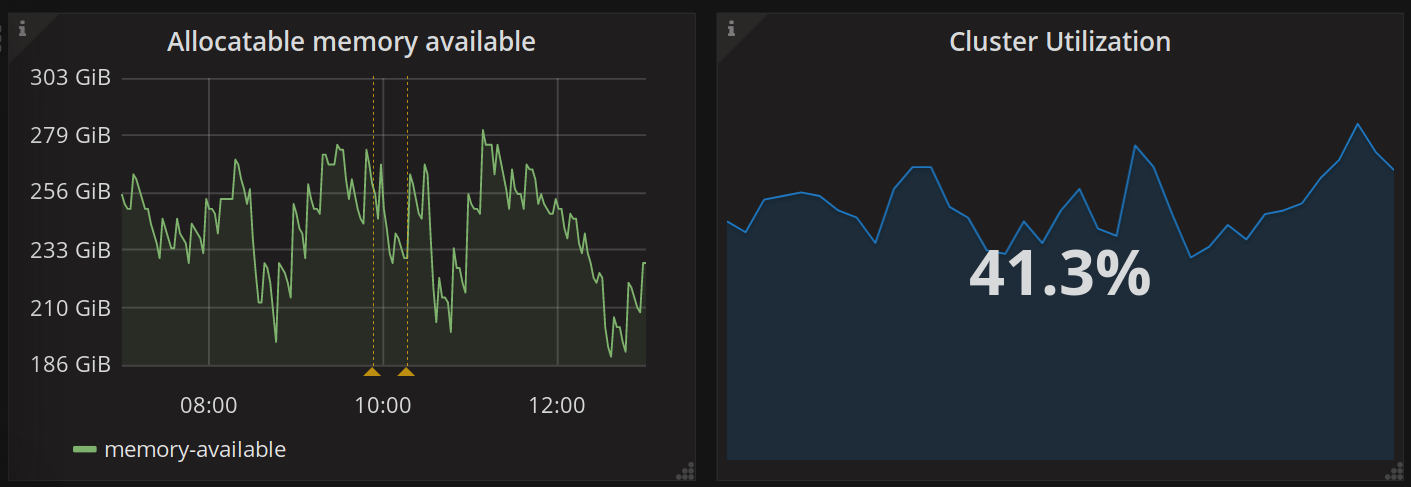 Allocatable memory available
303 GiB
279 GiB
256 GiB
233 GiB
210 GiB
186 GiB
08:00 10:00 12:00
memory-available
Cluster Utilization
41.3%